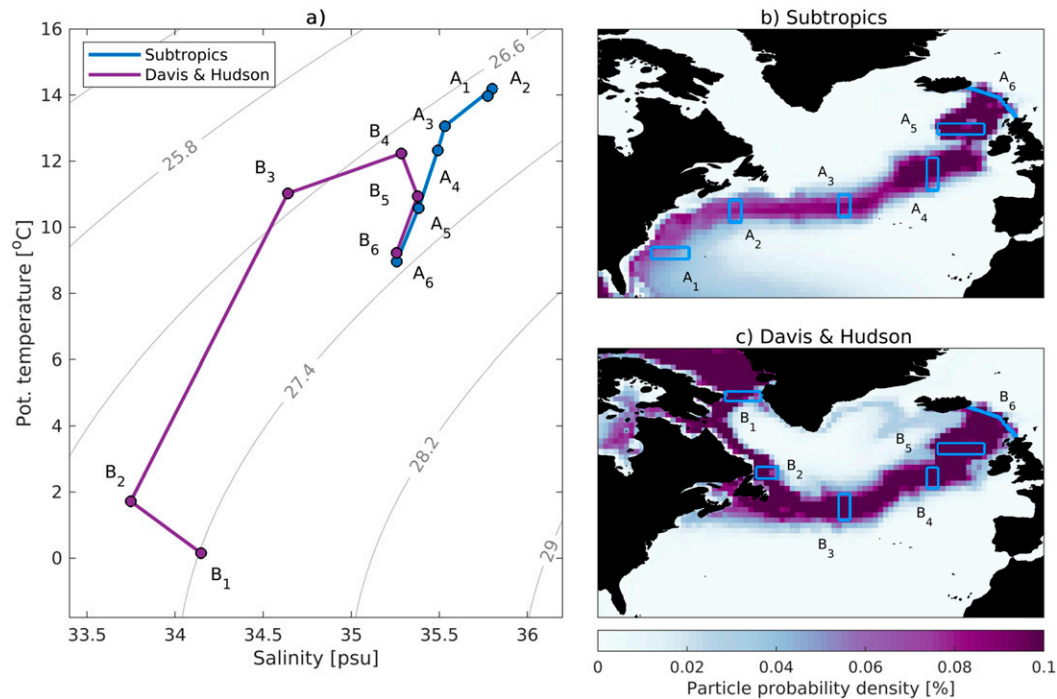 a)
16
14
12
10
8
6
4
2
0
Pot. temperature [°C]
33.5
34
34.5
35
35.5
36
Salinity [psu]
Subtropics
Davis & Hudson
25.8
26.6
27.4
28.2
29
A1
A2
A3
A4
A5
A6
B1
B2
B3
B4
B5
B6
b) Subtropics
A6
A5
A3
A4
A2
A1
c) Davis & Hudson
B6
B1
B5
B2
B4
B3
0
0.02
0.04
0.06
0.08
0.1
Particle probability density [%]